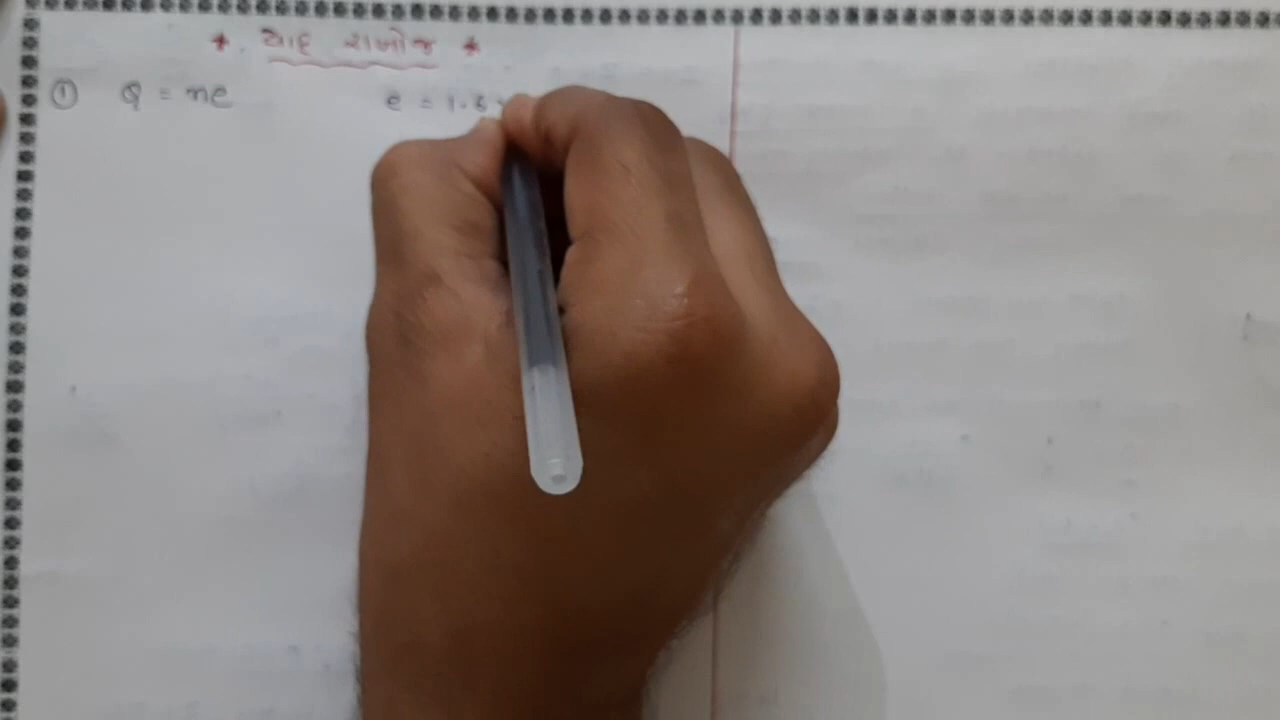 * યાદ રાખોજ *
① Q = ne e = 1.6 ×